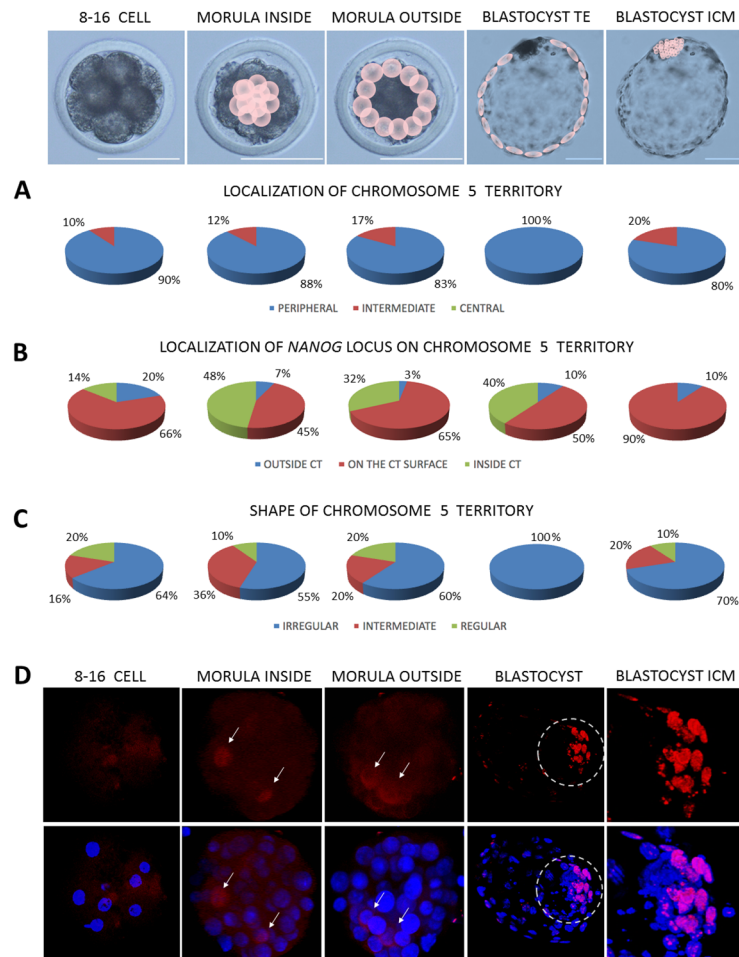 8-16 CELL MORULA INSIDE MORULA OUTSIDE BLASTOCYST TE BLASTOCYST ICM
A LOCALIZATION OF CHROMOSOME 5 TERRITORY
10% 12% 17% 100% 20%
90% 88% 83% 80%
PERIPHERAL INTERMEDIATE CENTRAL
B LOCALIZATION OF NANOG LOCUS ON CHROMOSOME 5 TERRITORY
14% 20% 48% 7% 32% 3% 40% 10% 10%
66% 45% 65% 50% 90%
OUTSIDE CT ON THE CT SURFACE INSIDE CT
C SHAPE OF CHROMOSOME 5 TERRITORY
20% 10% 20% 100% 20% 10%
16% 64% 36% 55% 20% 60% 70%
IRREGULAR INTERMEDIATE REGULAR
D 8-16 CELL MORULA INSIDE MORULA OUTSIDE BLASTOCYST BLASTOCYST ICM